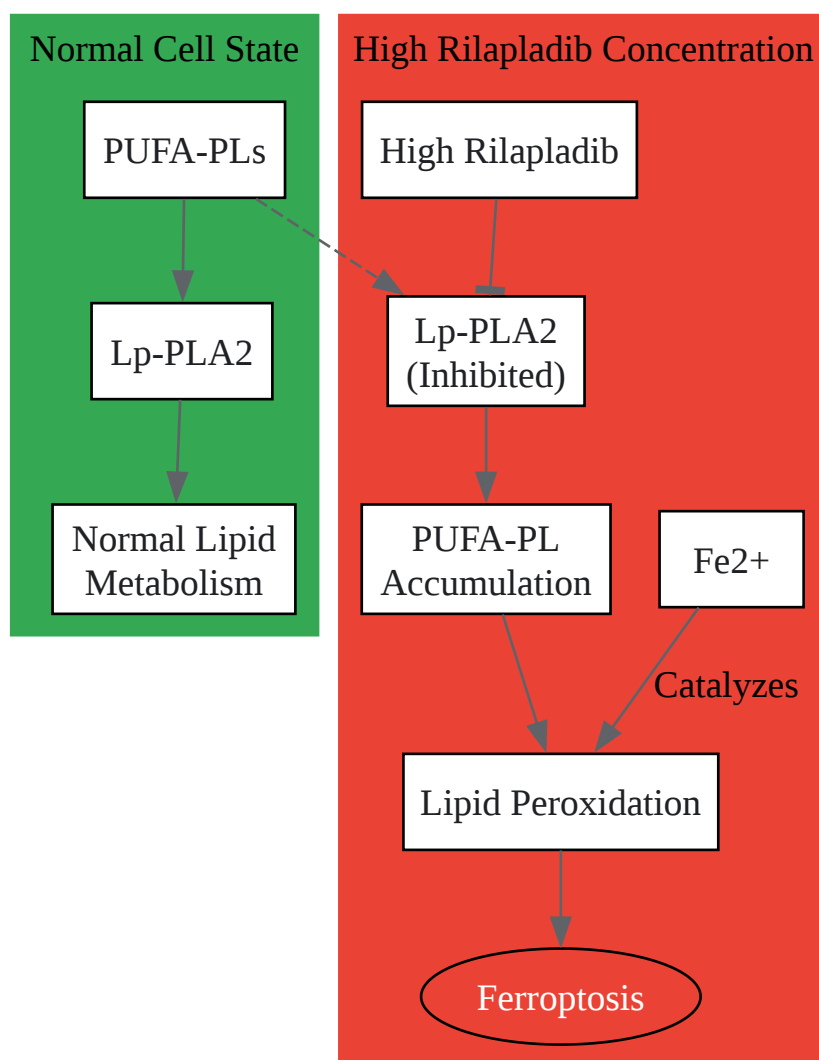 Normal Cell State
PUFA-PLs
Lp-PLA2
Normal Lipid
Metabolism
High Rilapladib Concentration
High Rilapladib
Lp-PLA2
(Inhibited)
PUFA-PL
Accumulation
Fe2+
Catalyzes
Lipid Peroxidation
Ferroptosis